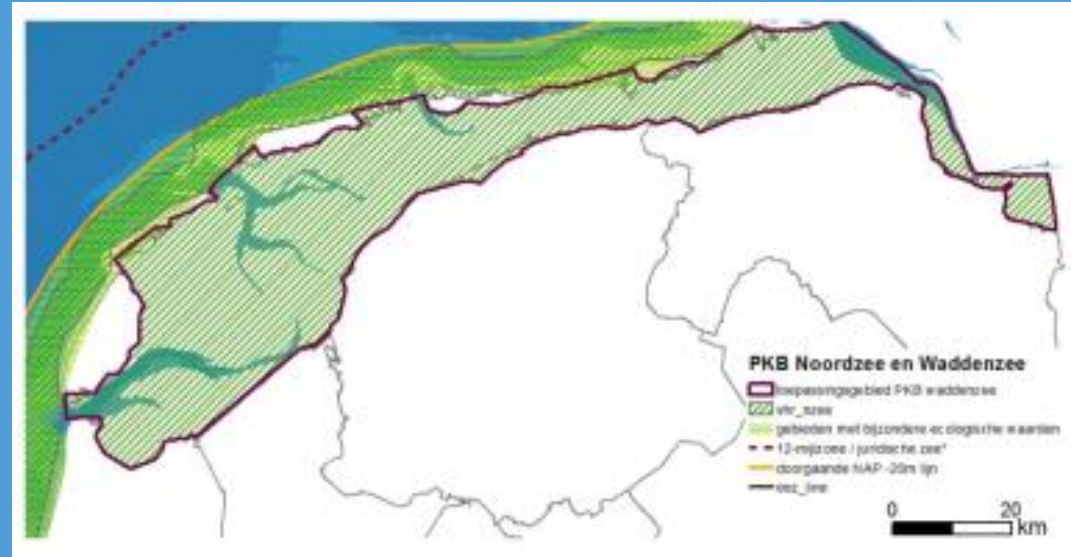 PKB Noordzee en Waddenzee
toepassingsgebied PKB waddenzee
vhr_nzee
gebieden met bijzondere ecologische waarden
12-mijlzone / juridische zee*
doorgaande NAP -20m lijn
eez_line
0 20
km